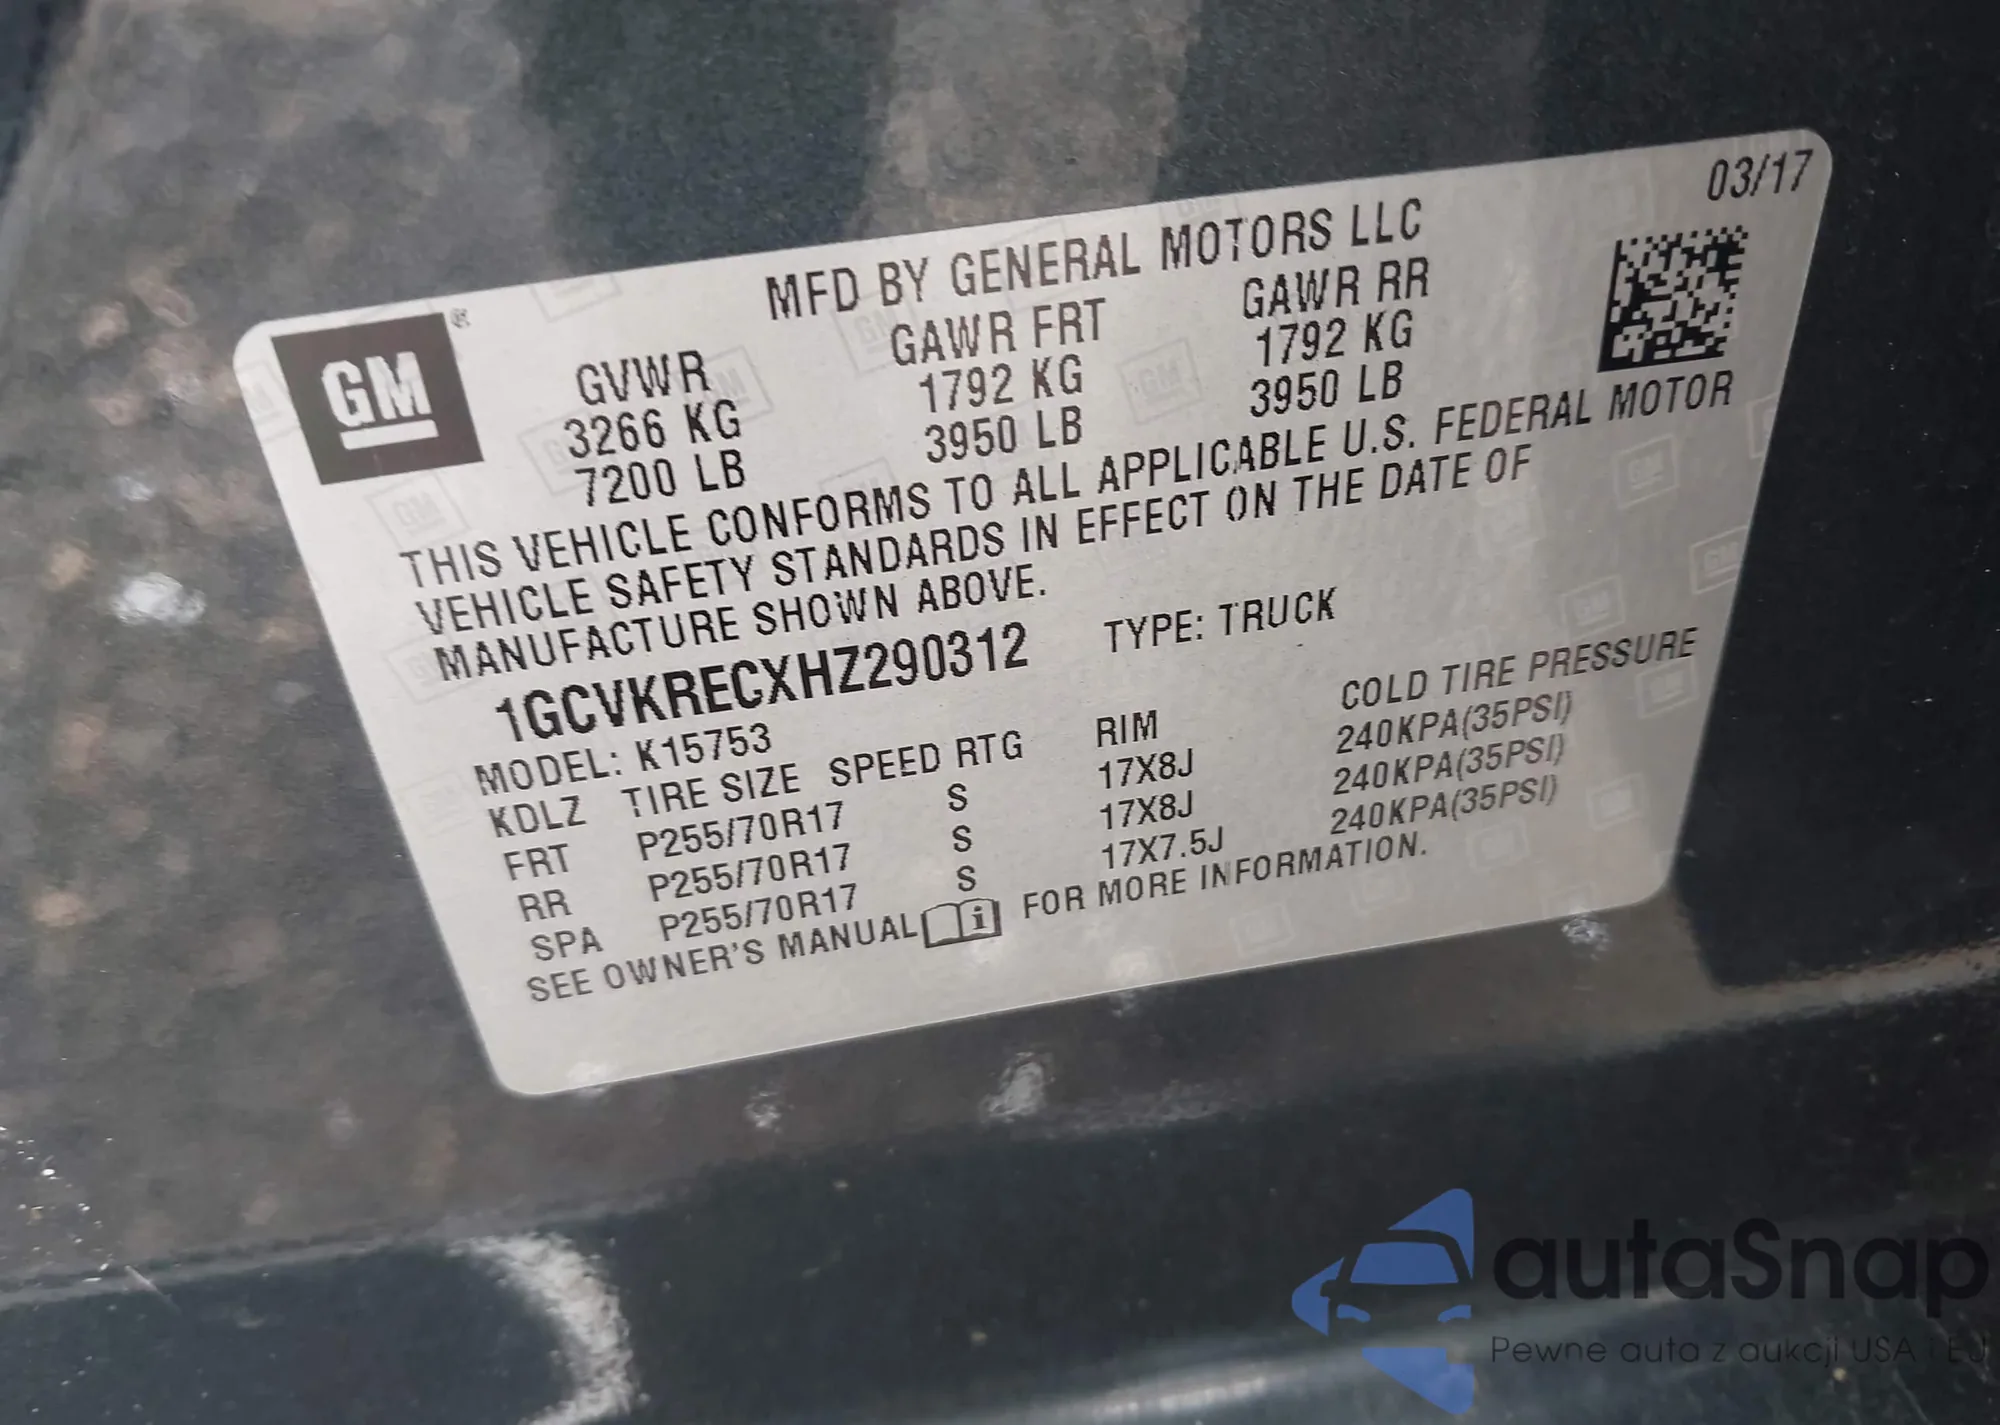 03/17
MFD BY GENERAL MOTORS LLC
GM ®
GVWR GAWR FRT GAWR RR
3266 KG 1792 KG 1792 KG
7200 LB 3950 LB 3950 LB
THIS VEHICLE CONFORMS TO ALL APPLICABLE U.S. FEDERAL MOTOR
VEHICLE SAFETY STANDARDS IN EFFECT ON THE DATE OF
MANUFACTURE SHOWN ABOVE.
1GCVKRECXHZ290312 TYPE: TRUCK
MODEL: K15753
KDLZ TIRE SIZE SPEED RTG RIM COLD TIRE PRESSURE
FRT P255/70R17 S 17X8J 240KPA(35PSI)
RR P255/70R17 S 17X8J 240KPA(35PSI)
SPA P255/70R17 S 17X7.5J 240KPA(35PSI)
SEE OWNER'S MANUAL FOR MORE INFORMATION.
autaSnap
Pewne auta z aukcji USA i EU